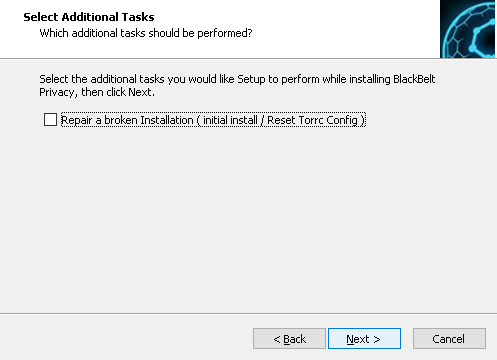 Select Additional Tasks
Which additional tasks should be performed?
Select the additional tasks you would like Setup to perform while installing BlackBelt
Privacy, then click Next.
Repair a broken Installation ( initial install / Reset Torrc Config )
< Back
Next >
Cancel